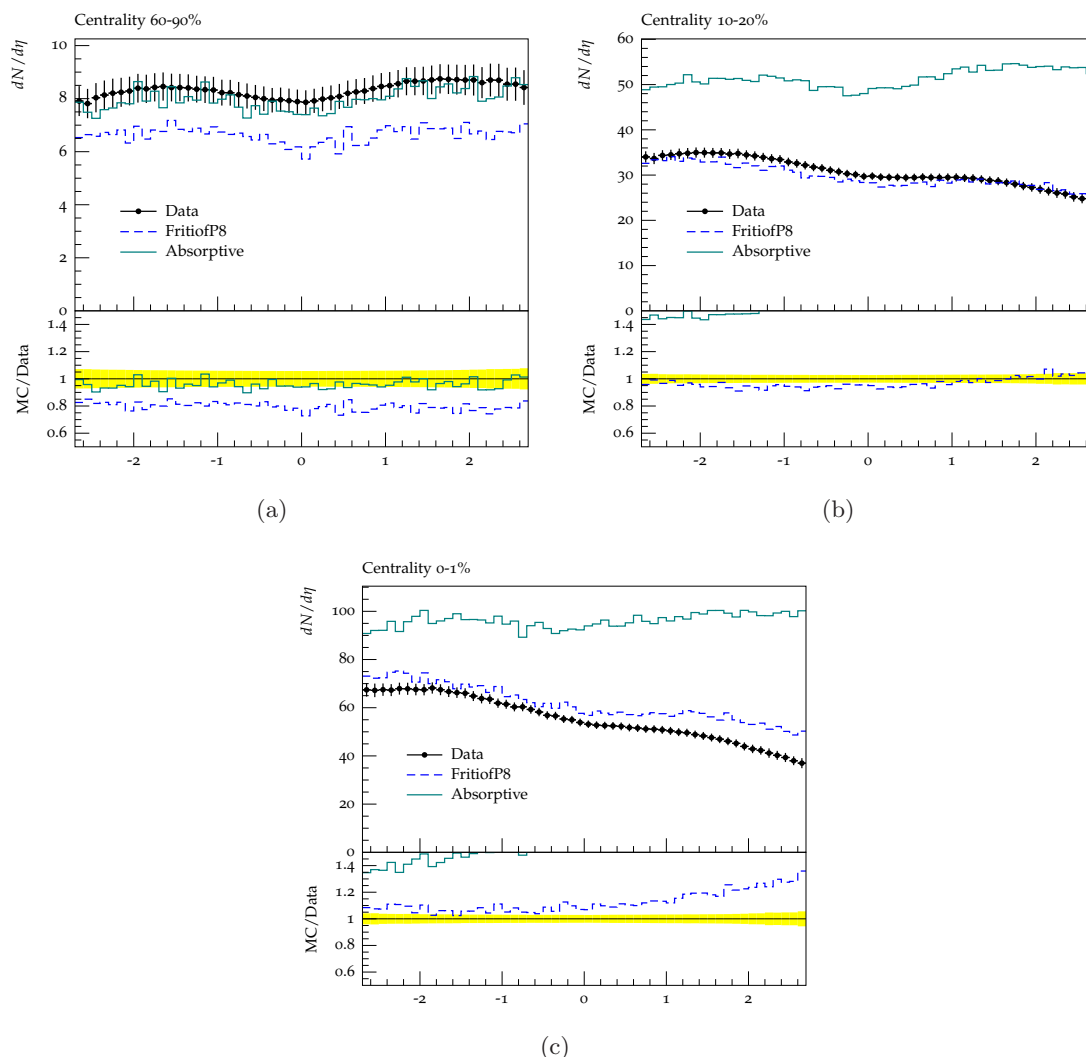 Centrality 60-90%
dN/dη
10
8
6
4
2
0
Data
FritiofP8
Absorptive
MC/Data
1.4
1.2
1
0.8
0.6
-2
-1
0
1
2
(a)
Centrality 10-20%
dN/dη
60
50
40
30
20
10
0
Data
FritiofP8
Absorptive
MC/Data
1.4
1.2
1
0.8
0.6
-2
-1
0
1
2
(b)
Centrality 0-1%
dN/dη
100
80
60
40
20
0
Data
FritiofP8
Absorptive
MC/Data
1.4
1.2
1
0.8
0.6
-2
-1
0
1
2
(c)